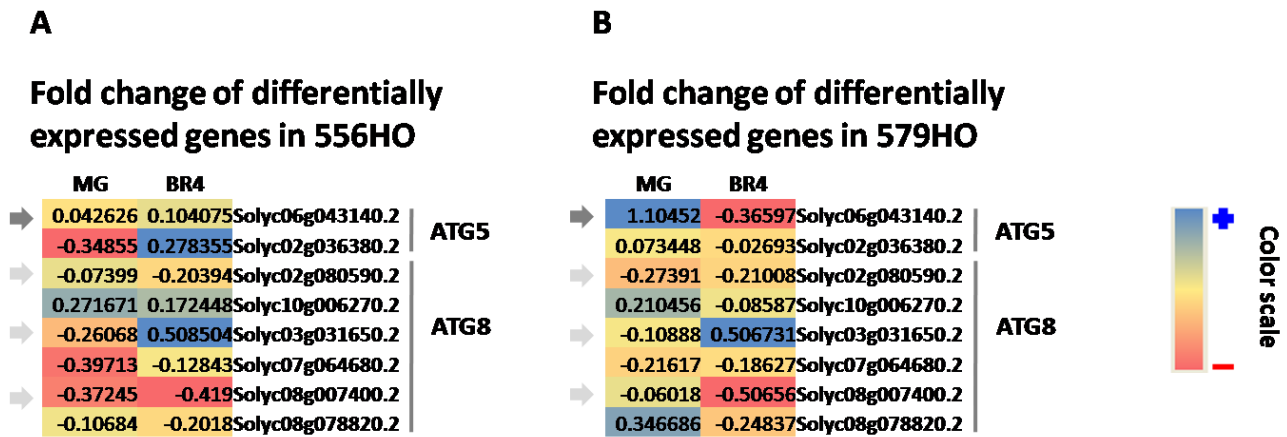 A
Fold change of differentially
expressed genes in 556HO
MG BR4
0.042626 0.104075 Solyc06g043140.2
-0.34855 0.278355 Solyc02g036380.2
ATG5
-0.07399 -0.20394 Solyc02g080590.2
0.271671 0.172448 Solyc10g006270.2
-0.26068 0.508504 Solyc03g031650.2
-0.39713 -0.12843 Solyc07g064680.2
-0.37245 -0.419 Solyc08g007400.2
-0.10684 -0.2018 Solyc08g078820.2
ATG8
B
Fold change of differentially
expressed genes in 579HO
MG BR4
1.10452 -0.36597 Solyc06g043140.2
0.073448 -0.02693 Solyc02g036380.2
ATG5
-0.27391 -0.21008 Solyc02g080590.2
0.210456 -0.08587 Solyc10g006270.2
-0.10888 0.506731 Solyc03g031650.2
-0.21617 -0.18627 Solyc07g064680.2
-0.06018 -0.50656 Solyc08g007400.2
0.346686 -0.24837 Solyc08g078820.2
ATG8
Color scale